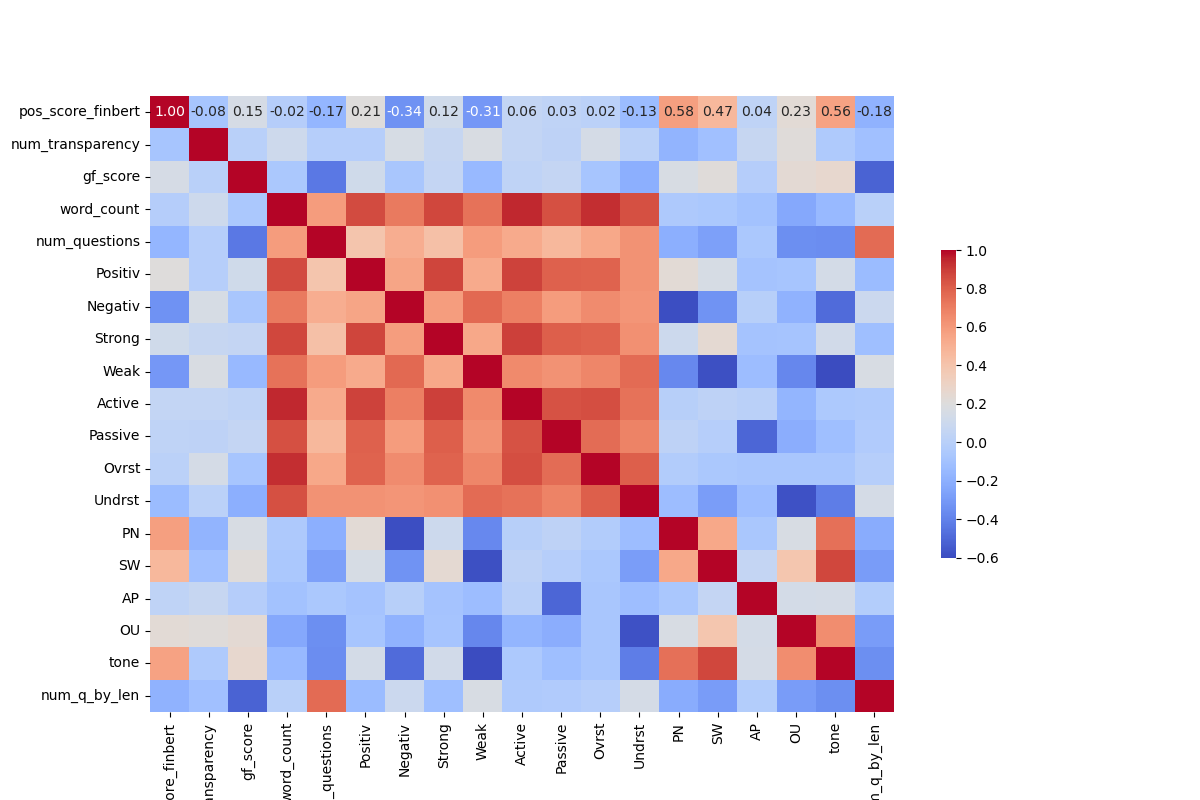 pos_score_finbert 1.00 -0.08 0.15 -0.02 -0.17 0.21 -0.34 0.12 -0.31 0.06 0.03 0.02 -0.13 0.58 0.47 0.04 0.23 0.56 -0.18
num_transparency
gf_score
word_count
num_questions
Positiv
Negativ
Strong
Weak
Active
Passive
Ovrst
Undrst
PN
SW
AP
OU
tone
num_q_by_len
ore_finbert
ansparency
gf_score
word_count
_questions
Positiv
Negativ
Strong
Weak
Active
Passive
Ovrst
Undrst
PN
SW
AP
OU
tone
m_q_by_len
1.0
0.8
0.6
0.4
0.2
0.0
−0.2
−0.4
−0.6